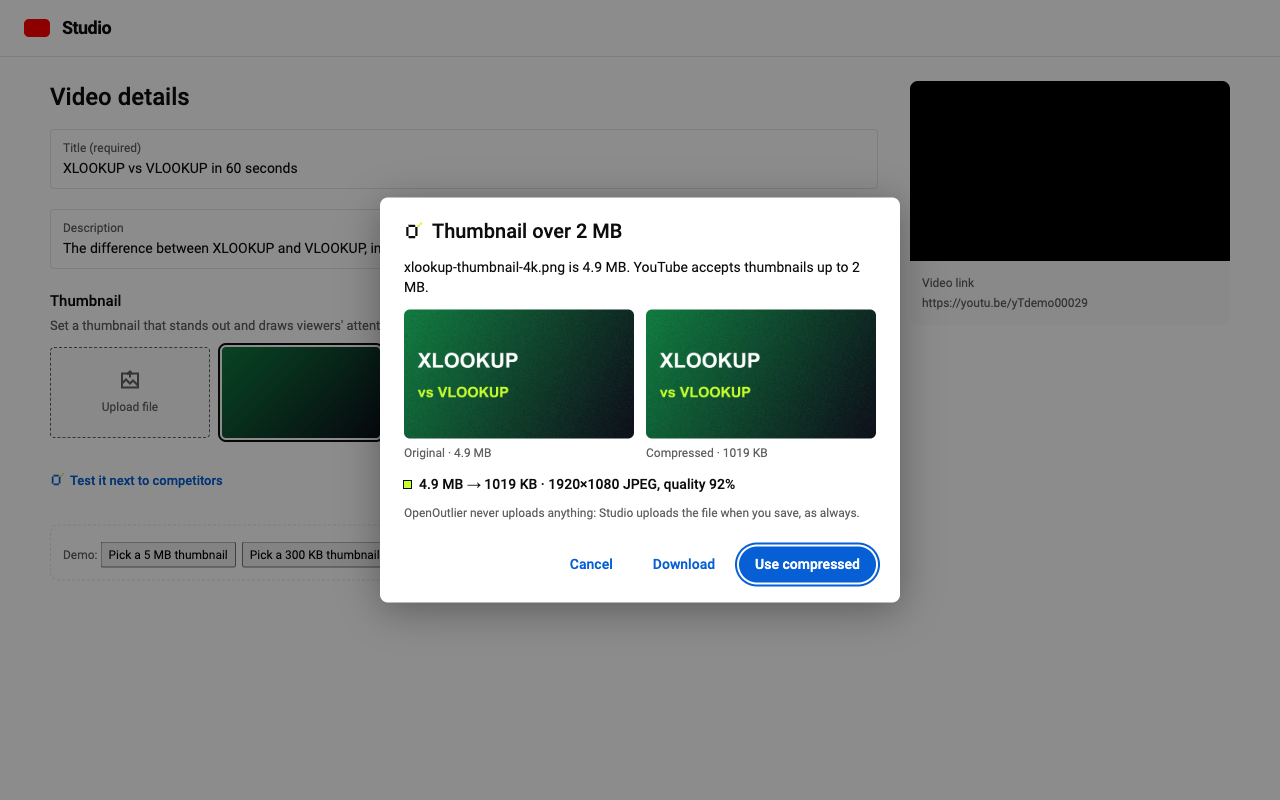 Studio
Video details
Title (required)
XLOOKUP vs VLOOKUP in 60 seconds
Description
The difference between XLOOKUP and VLOOKUP, in
Thumbnail
Set a thumbnail that stands out and draws viewers' attent
Upload file
Test it next to competitors
Demo: Pick a 5 MB thumbnail Pick a 300 KB thumbnail
Video link
https://youtu.be/yTdemo00029
Thumbnail over 2 MB
xlookup-thumbnail-4k.png is 4.9 MB. YouTube accepts thumbnails up to 2
MB.
XLOOKUP
vs VLOOKUP
XLOOKUP
vs VLOOKUP
Original · 4.9 MB
Compressed · 1019 KB
4.9 MB → 1019 KB · 1920×1080 JPEG, quality 92%
OpenOutlier never uploads anything: Studio uploads the file when you save, as always.
Cancel
Download
Use compressed